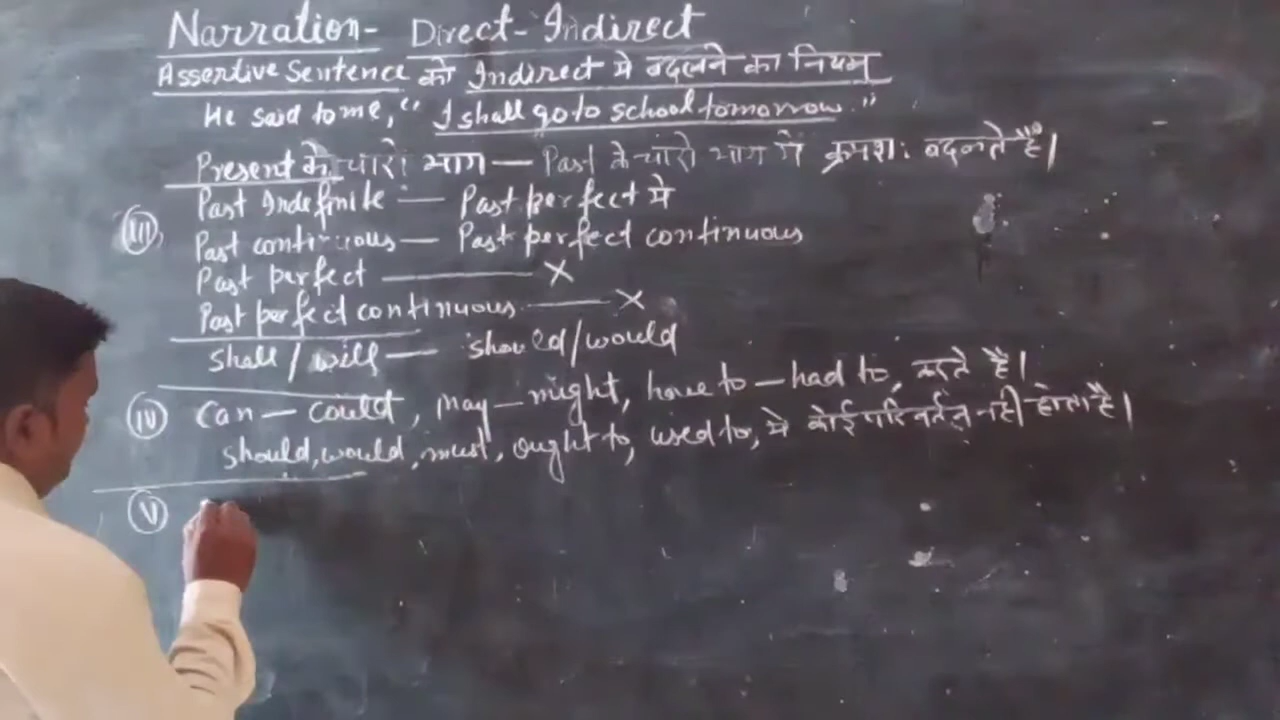 Narration- Direct-Indirect
Assertive Sentence को Indirect मे बदलने का नियम
He said to me, "I shall go to school tomorrow."
Present के चारो भाग — Past के चारो भाग मे क्रमश: बदलते है।
Past Indefinite — Past perfect मे
(III) Past continuous — Past perfect continuous
Past perfect — X
Past perfect continuous — X
Shall/will — should/would
(IV) Can — could, may — might, have to — had to, करते है।
should, would, must, ought to, used to, मे कोई परिवर्तन नही होता है।
(V)